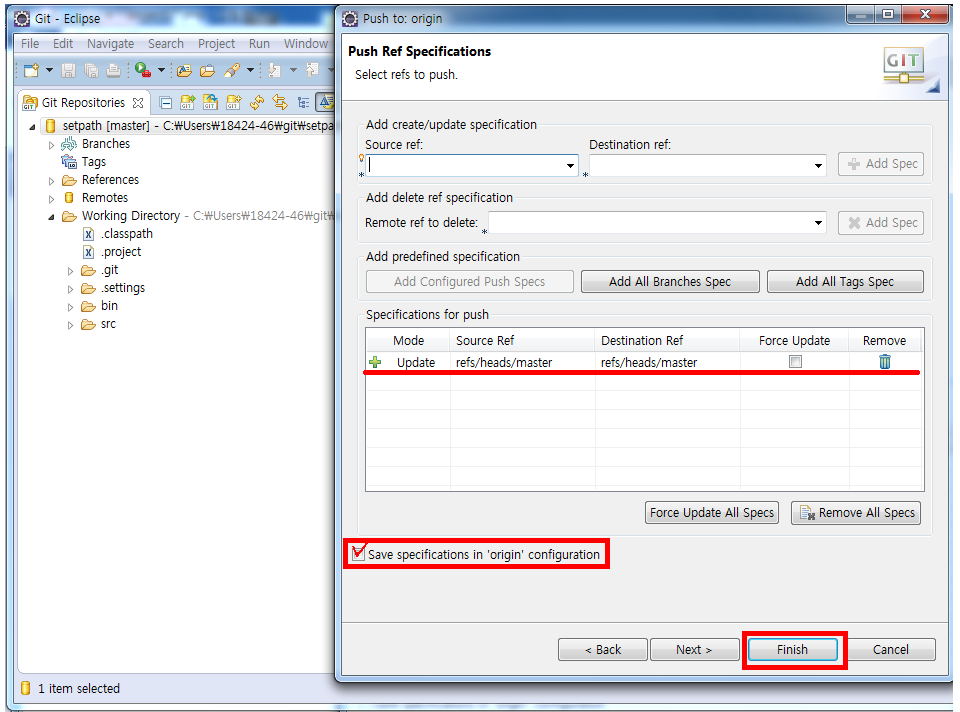 Git - Eclipse
File Edit Navigate Search Project Run Window
Git Repositories
setpath [master] - C:₩Users₩18424-46₩git₩setpa
Branches
Tags
References
Remotes
Working Directory - C:₩Users₩18424-46₩git₩
.classpath
.project
.git
.settings
bin
src
1 item selected
Push to: origin
Push Ref Specifications
Select refs to push.
GIT
Add create/update specification
Source ref: Destination ref:
Add Spec
Add delete ref specification
Remote ref to delete: Add Spec
Add predefined specification
Add Configured Push Specs Add All Branches Spec Add All Tags Spec
Specifications for push
Mode Source Ref Destination Ref Force Update Remove
Update refs/heads/master refs/heads/master
Force Update All Specs Remove All Specs
Save specifications in 'origin' configuration
< Back Next > Finish Cancel